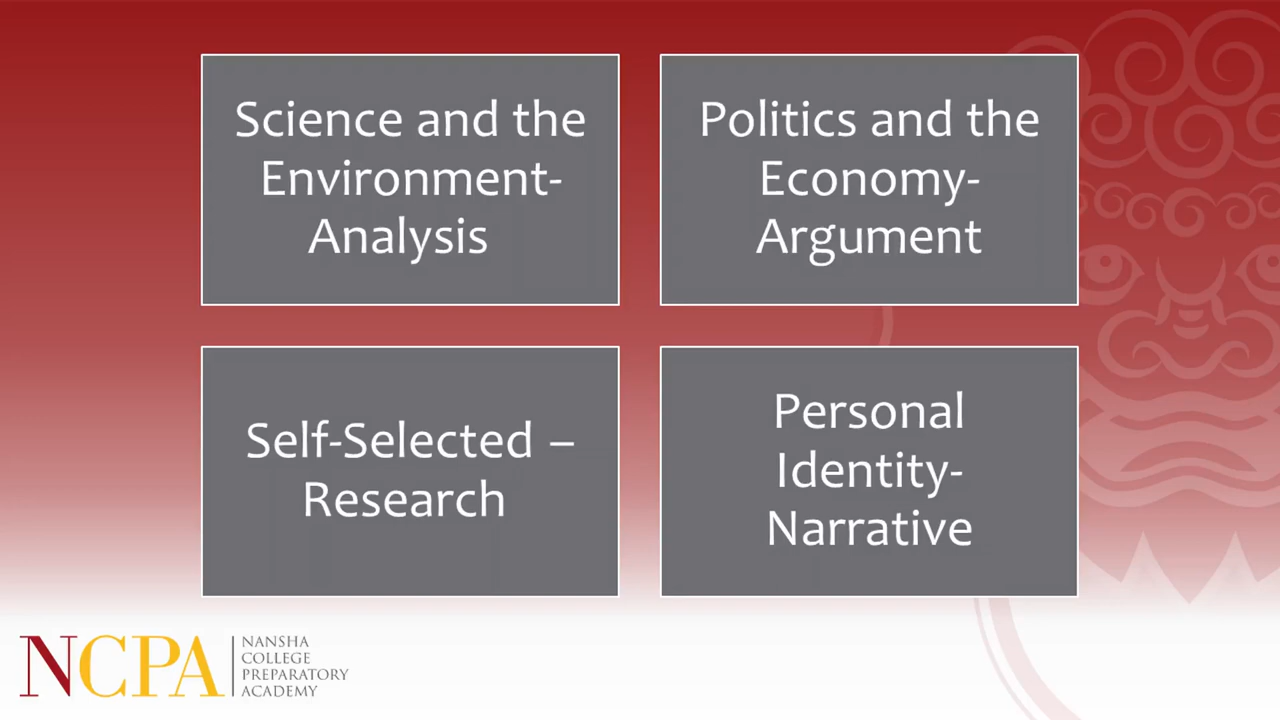 Science and the
Environment-
Analysis
Politics and the
Economy-
Argument
Self-Selected –
Research
Personal
Identity-
Narrative
NCPA
NANSHA
COLLEGE
PREPARATORY
ACADEMY